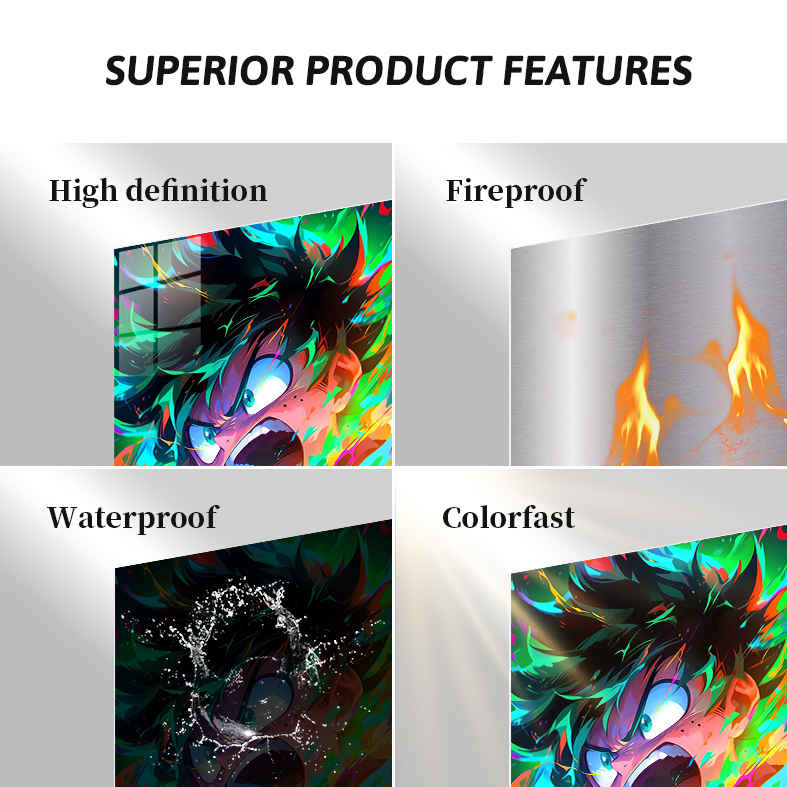 SUPERIOR PRODUCT FEATURES
High definition
Fireproof
Waterproof
Colorfast